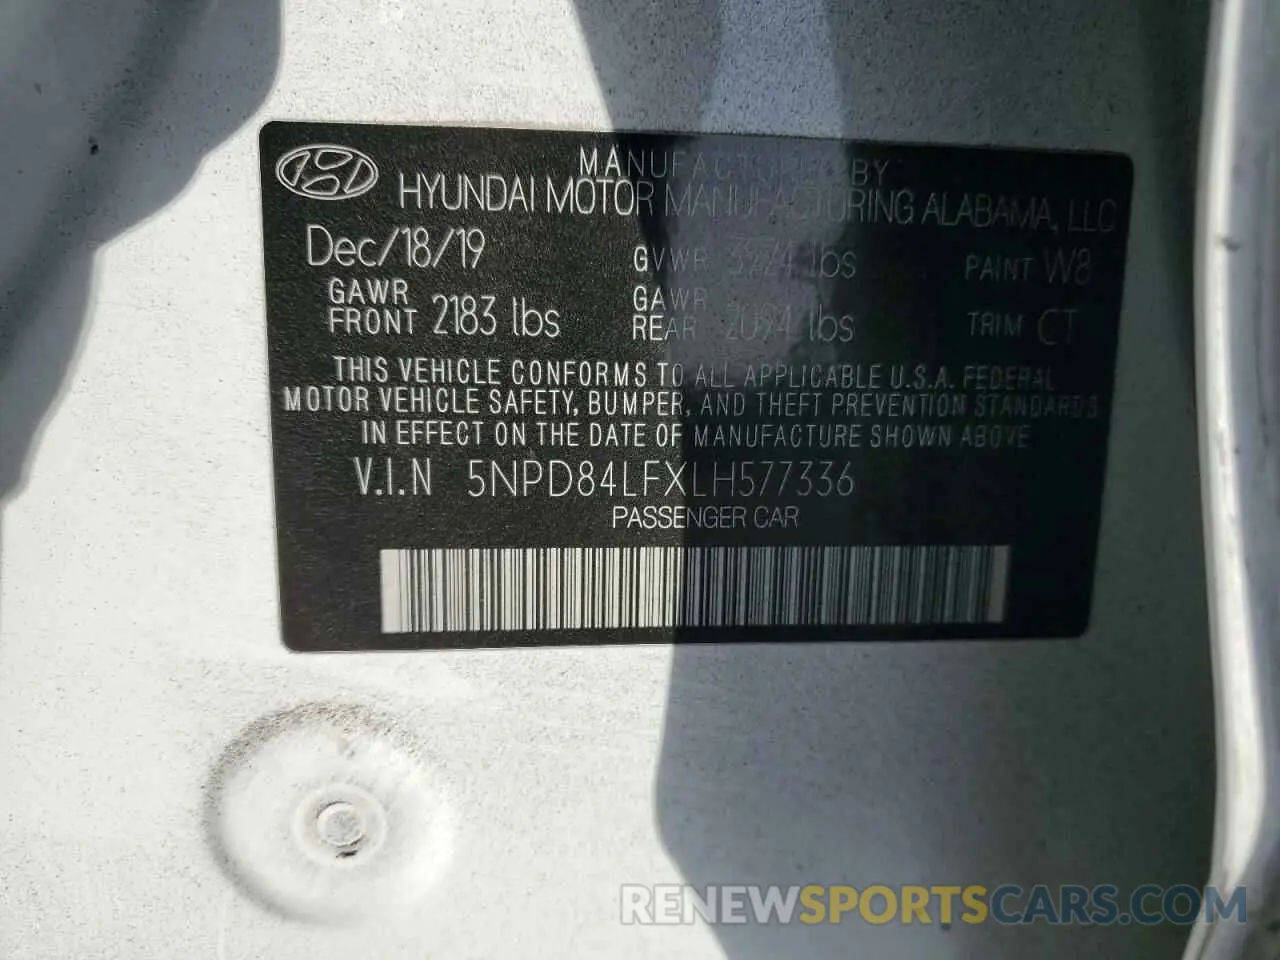 MANUFACTURED BY
HYUNDAI MOTOR MANUFACTURING ALABAMA, LLC
Dec/18/19 GVWR 3924 lbs PAINT W8
GAWR FRONT 2183 lbs GAWR REAR 2094 lbs TRIM CT
THIS VEHICLE CONFORMS TO ALL APPLICABLE U.S.A. FEDERAL
MOTOR VEHICLE SAFETY, BUMPER, AND THEFT PREVENTION STANDARDS
IN EFFECT ON THE DATE OF MANUFACTURE SHOWN ABOVE
V.I.N 5NPD84LFXLH577336
PASSENGER CAR
RENEWSPORTSCARS.COM